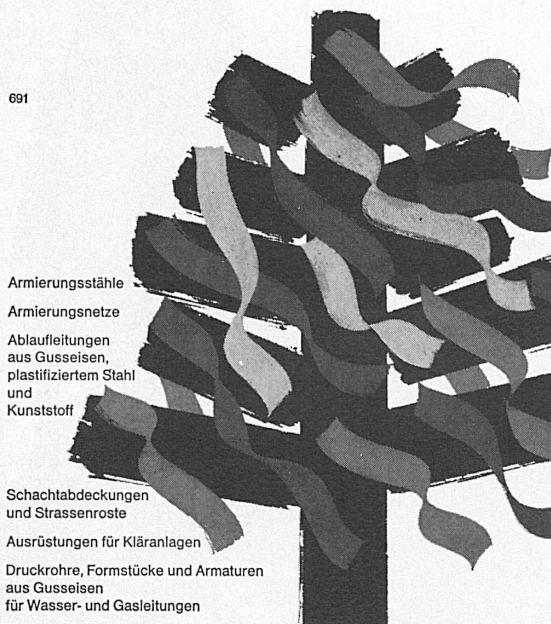 691
Armierungsstähle
Armierungsnetze
Ablaufleitungen
aus Gusseisen,
plastifiziertem Stahl
und
Kunststoff
Schachtabdeckungen
und Strassenroste
Ausrüstungen für Kläranlagen
Druckrohre, Formstücke und Armaturen
aus Gusseisen
für Wasser- und Gasleitungen